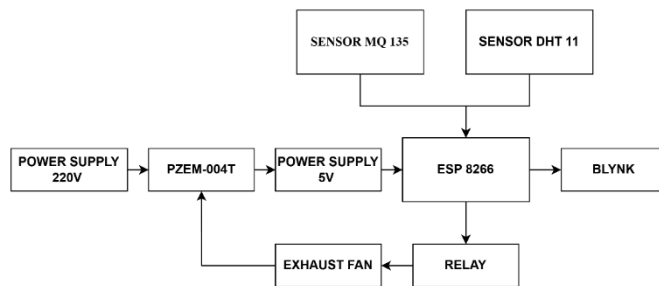 SENSOR MQ 135
SENSOR DHT 11
POWER SUPPLY
220V
PZEM-004T
POWER SUPPLY
5V
ESP 8266
BLYNK
EXHAUST FAN
RELAY